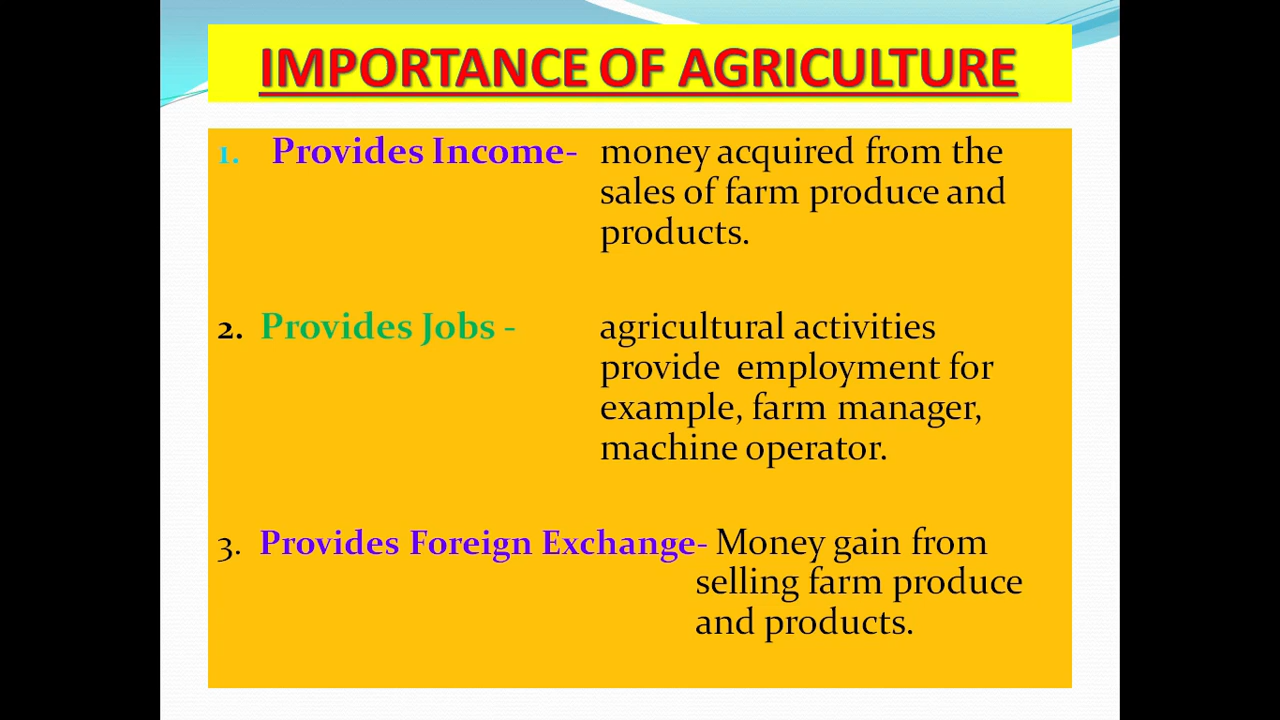 IMPORTANCE OF AGRICULTURE
1. Provides Income- money acquired from the
sales of farm produce and
products.
2. Provides Jobs - agricultural activities
provide employment for
example, farm manager,
machine operator.
3. Provides Foreign Exchange- Money gain from
selling farm produce
and products.